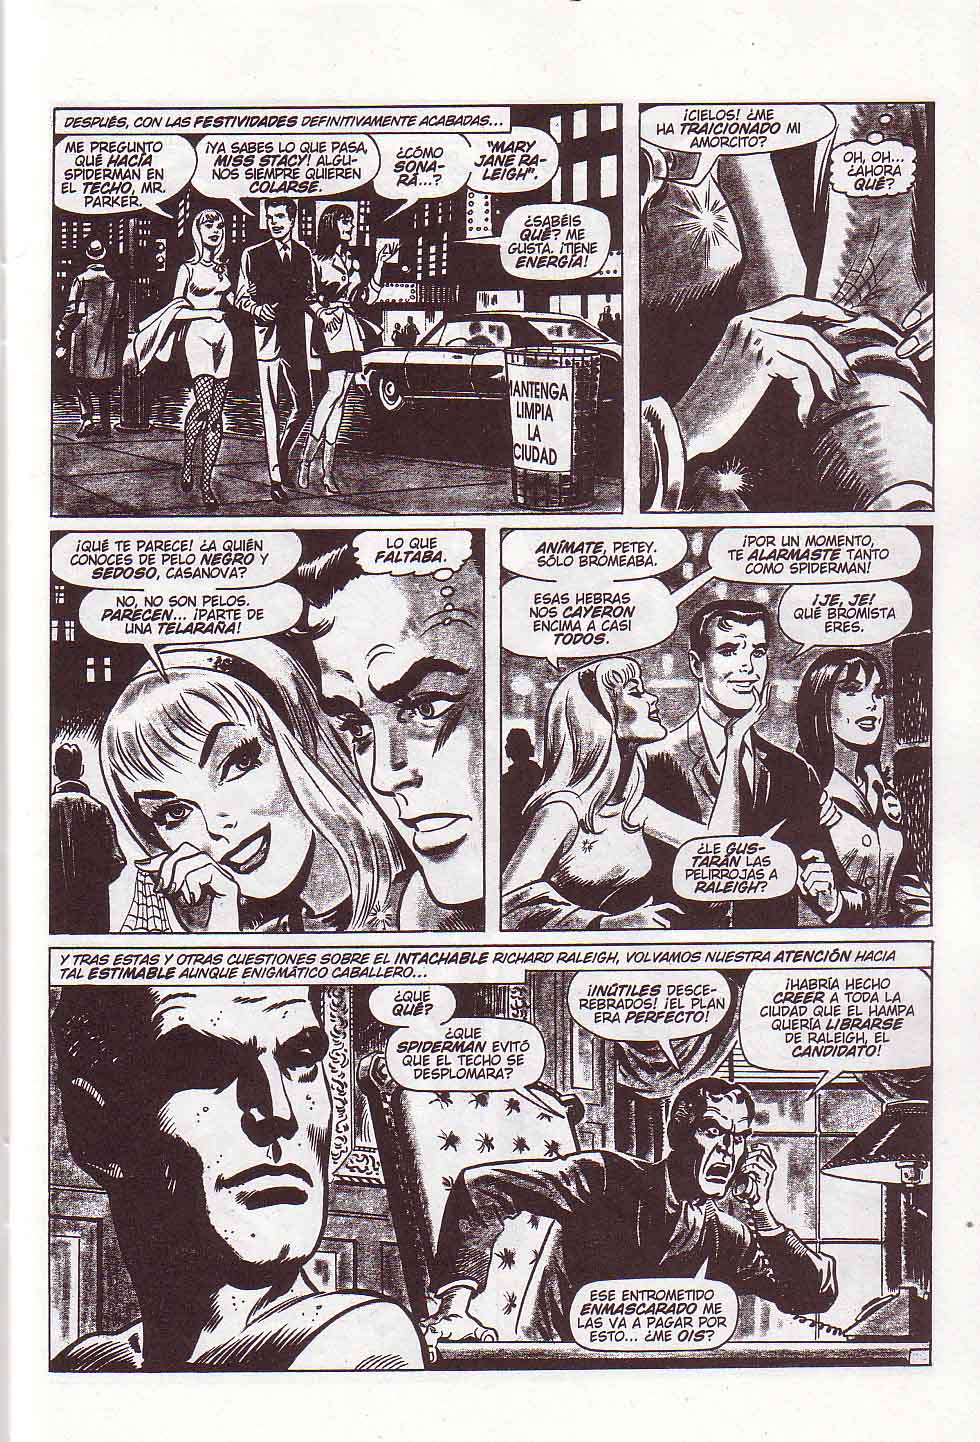 DESPUÉS, CON LAS FESTIVIDADES DEFINITIVAMENTE ACABADAS...
ME PREGUNTO
QUÉ HACÍA
SPIDERMAN EN
EL TECHO, MR.
PARKER.
¡YA SABES LO QUE PASA,
MISS STACY! ALGU-
NOS SIEMPRE QUIEREN
COLARSE.
¿CÓMO
SONA-
RÁ...?
"MARY
JANE RA-
LEIGH".
¿SABÉIS
QUÉ? ME
GUSTA. ¡TIENE
ENERGÍA!
MANTENGA
LIMPIA
LA
CIUDAD
¡CIELOS! ¿ME
HA TRAICIONADO MI
AMORCITO?
OH, OH...
¿AHORA
QUÉ?
¡QUÉ TE PARECE! ¿A QUIÉN
CONOCES DE PELO NEGRO Y
SEDOSO, CASANOVA?
NO, NO SON PELOS.
PARECEN... ¡PARTE DE
UNA TELARAÑA!
LO QUE
FALTABA.
ANÍMATE, PETEY.
SÓLO BROMEABA.
ESAS HEBRAS
NOS CAYERON
ENCIMA A CASI
TODOS.
¡POR UN MOMENTO,
TE ALARMASTE TANTO
COMO SPIDERMAN!
¡JE, JE!
QUÉ BROMISTA
ERES.
¿LE GUS-
TARÁN LAS
PELIRROJAS A
RALEIGH?
Y TRAS ESTAS Y OTRAS CUESTIONES SOBRE EL INTACHABLE RICHARD RALEIGH, VOLVAMOS NUESTRA ATENCIÓN HACIA
TAL ESTIMABLE AUNQUE ENIGMÁTICO CABALLERO...
¿QUE
QUÉ?
¿QUE
SPIDERMAN EVITÓ
QUE EL TECHO SE
DESPLOMARA?
¡INÚTILES DESCE-
REBRADOS! ¡EL PLAN
ERA PERFECTO!
¡HABRÍA HECHO
CREER A TODA LA
CIUDAD QUE EL HAMPA
QUERÍA LIBRARSE
DE RALEIGH, EL
CANDIDATO!
ESE ENTROMETIDO
ENMASCARADO ME
LAS VA A PAGAR POR
ESTO... ¿ME OÍS?